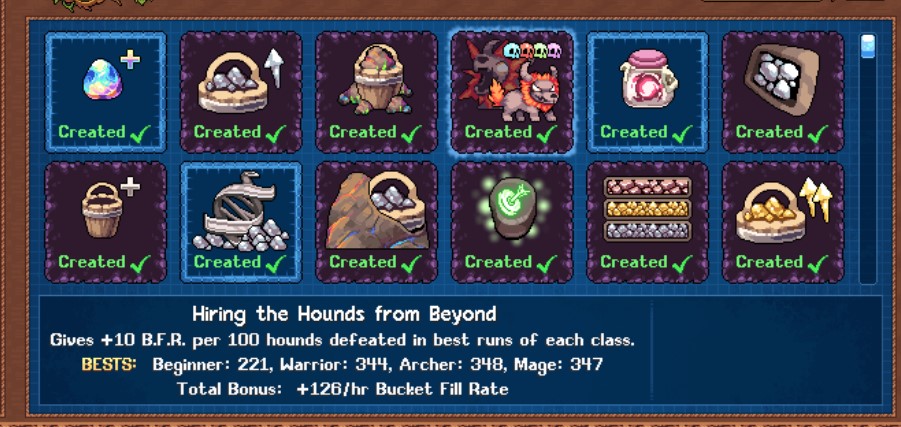 Created
Created
Created
Created
Created
Created
Created
Created
Created
Created
Created
Created
Hiring the Hounds from Beyond
Gives +10 B.F.R. per 100 hounds defeated in best runs of each class.
BESTS: Beginner: 221, Warrior: 344, Archer: 348, Mage: 347
Total Bonus: +126/hr Bucket Fill Rate